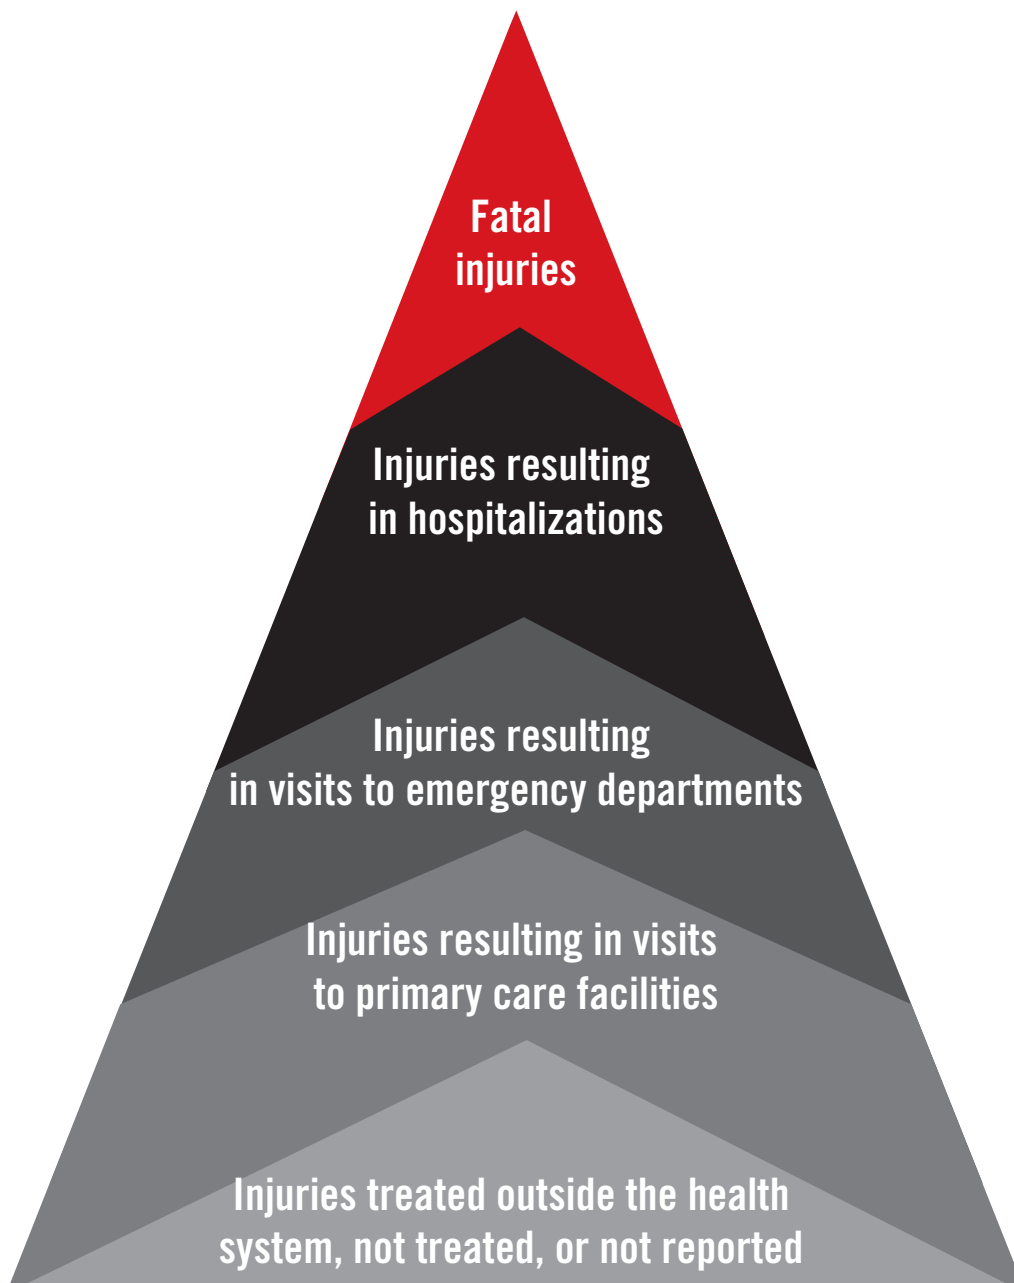 Fatal
injuries
Injuries resulting
in hospitalizations
Injuries resulting
in visits to emergency departments
Injuries resulting in visits
to primary care facilities
Injuries treated outside the health
system, not treated, or not reported